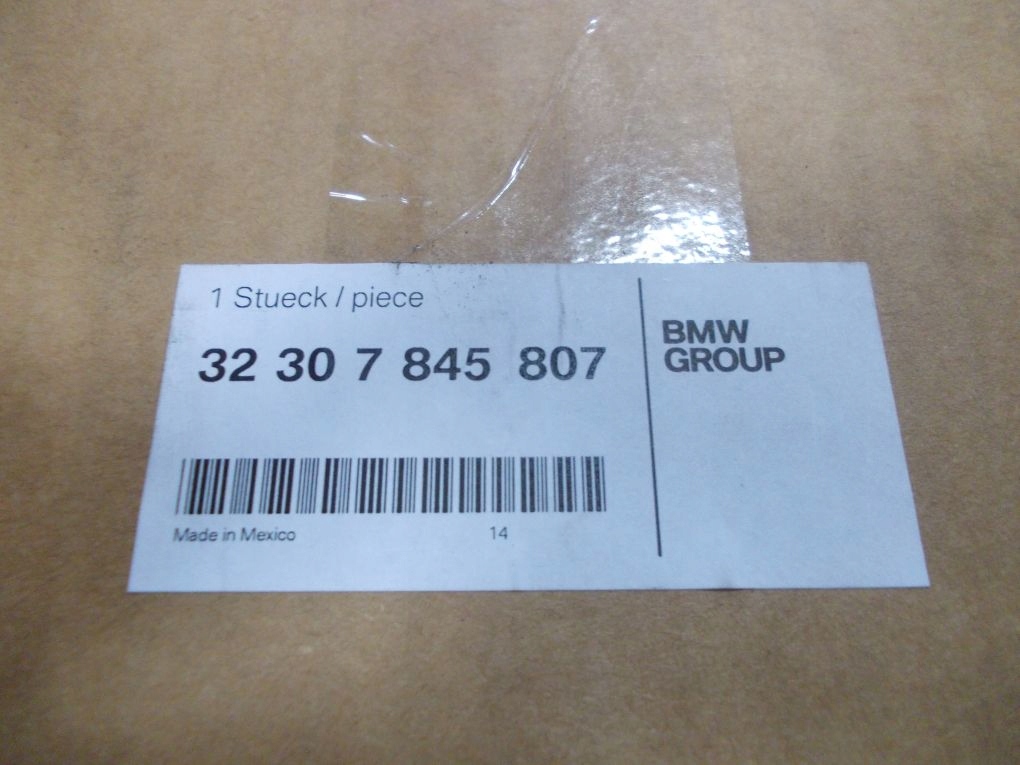 1 Stueck / piece
32 30 7 845 807
BMW
GROUP
Made in Mexico 14